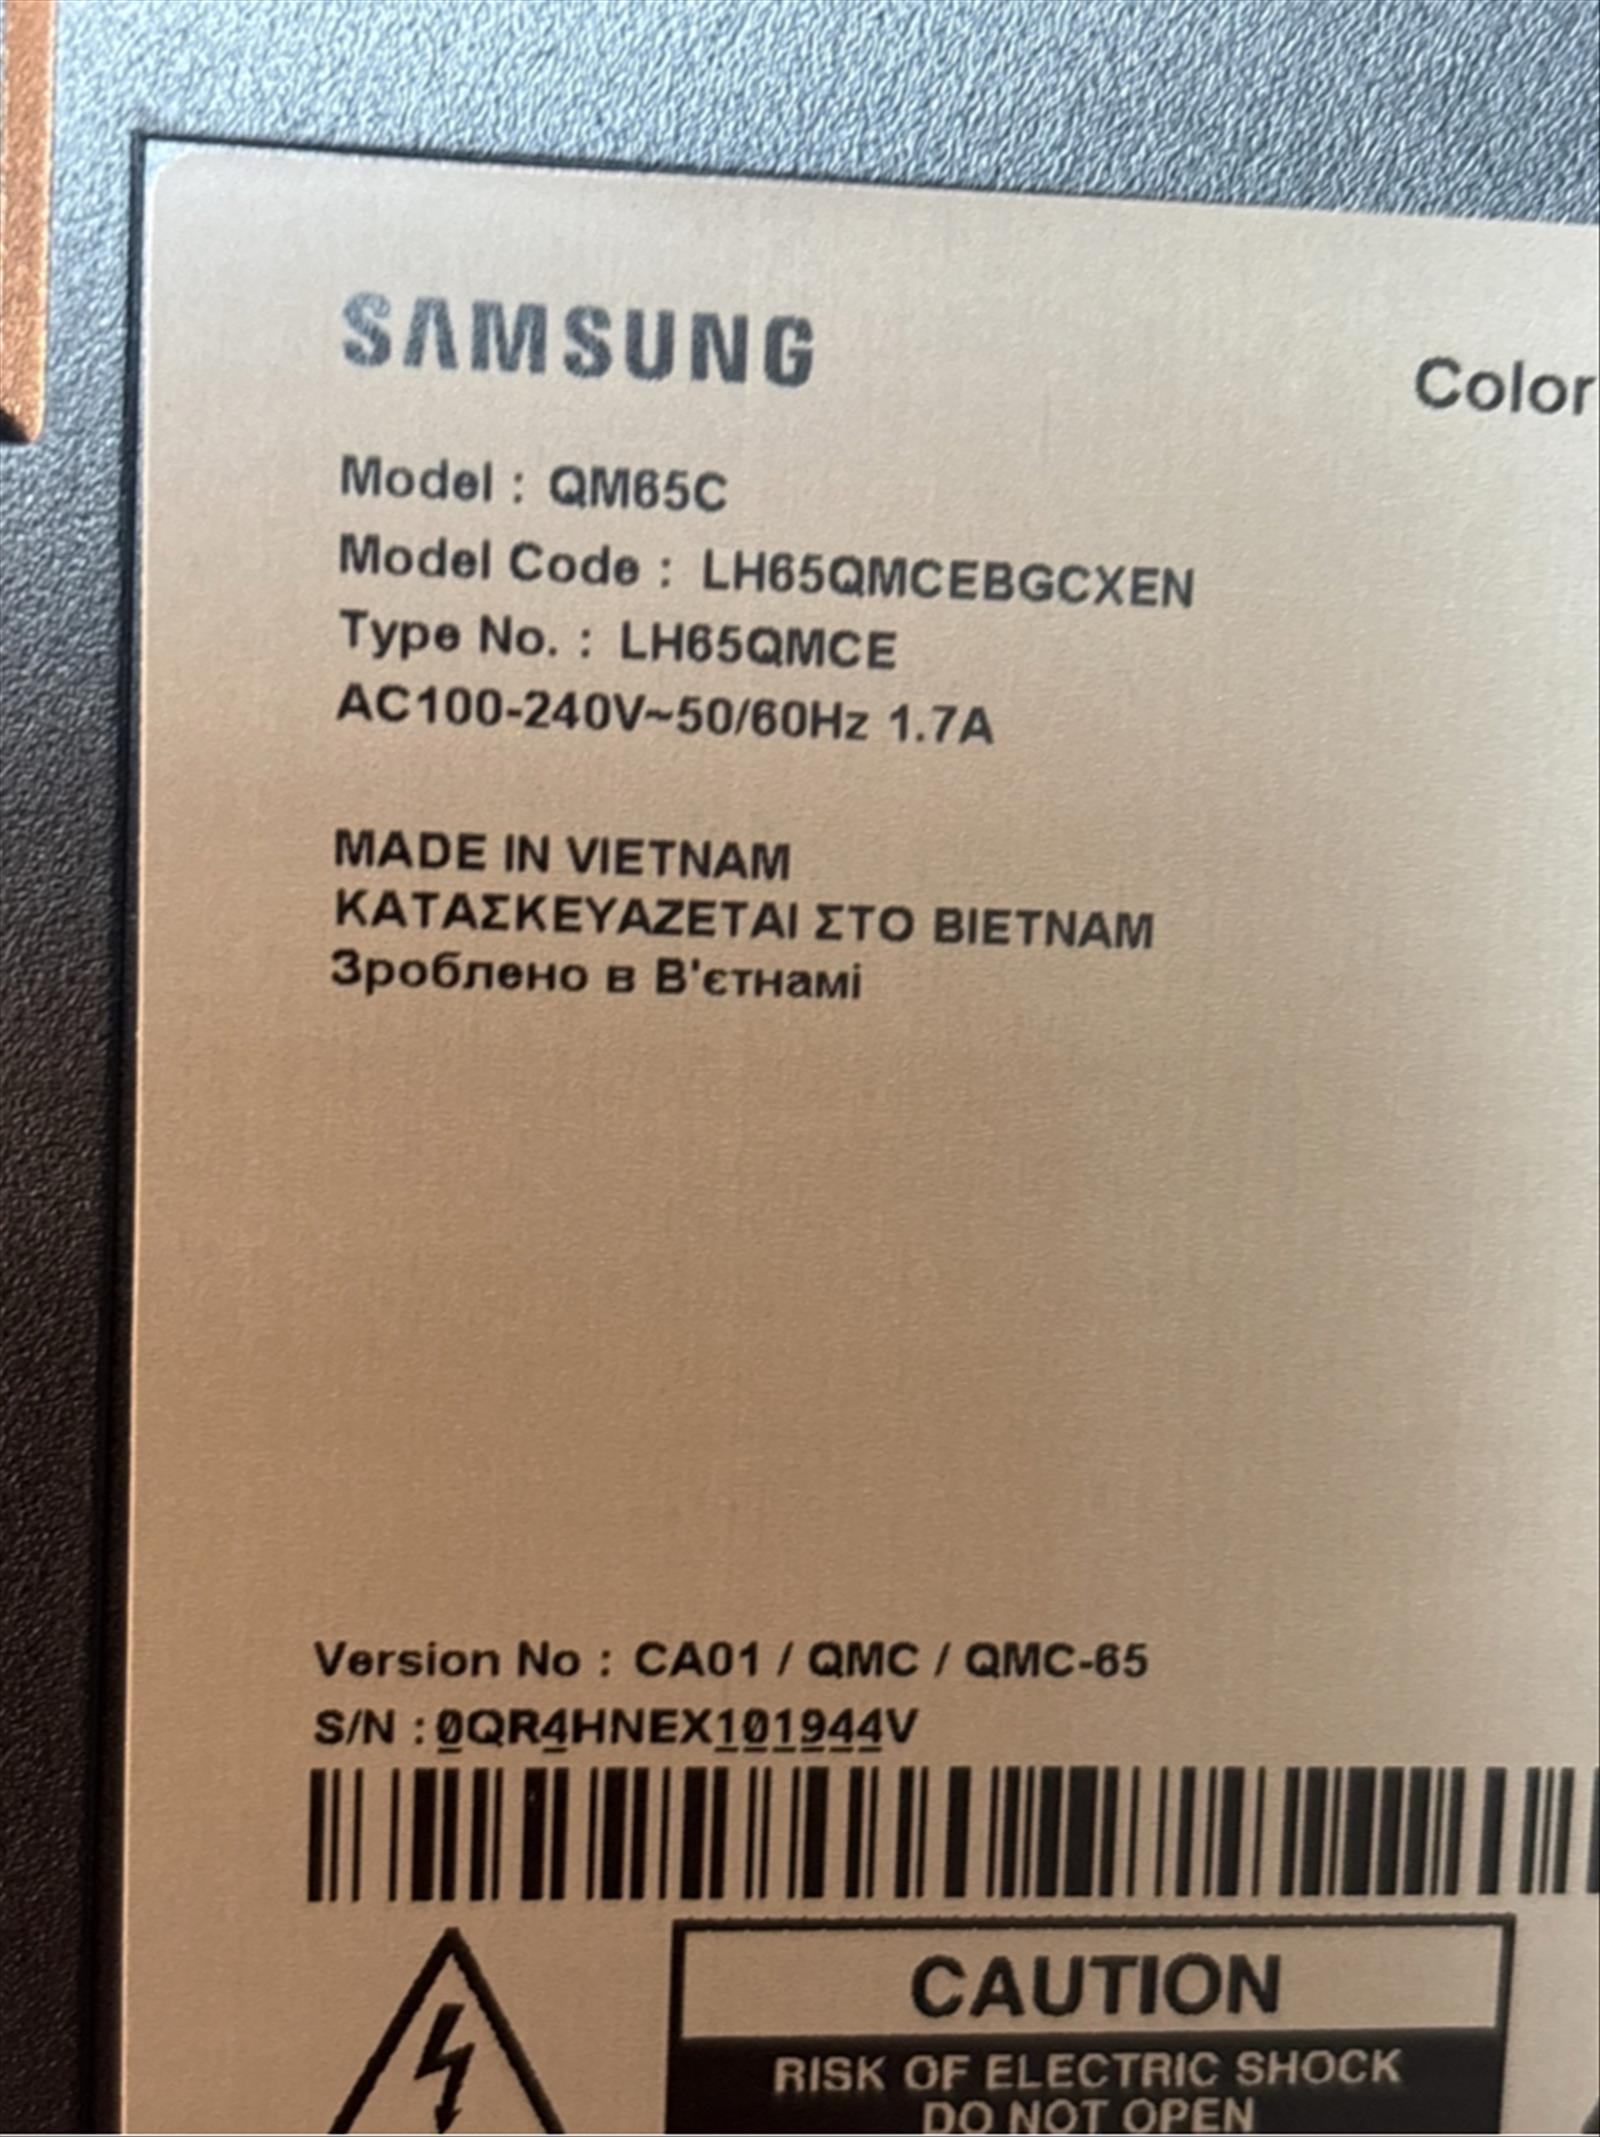 SAMSUNG
Color
Model : QM65C
Model Code : LH65QMCEBGCXEN
Type No. : LH65QMCE
AC100-240V~50/60Hz 1.7A
MADE IN VIETNAM
ΚΑΤΑΣΚΕΥΑΖΕΤΑΙ ΣΤΟ ΒΙΕΤΝΑΜ
Зроблено в В'єтнамі
Version No : CA01 / QMC / QMC-65
S/N : 0QR4HNEX101944V
CAUTION
RISK OF ELECTRIC SHOCK
DO NOT OPEN